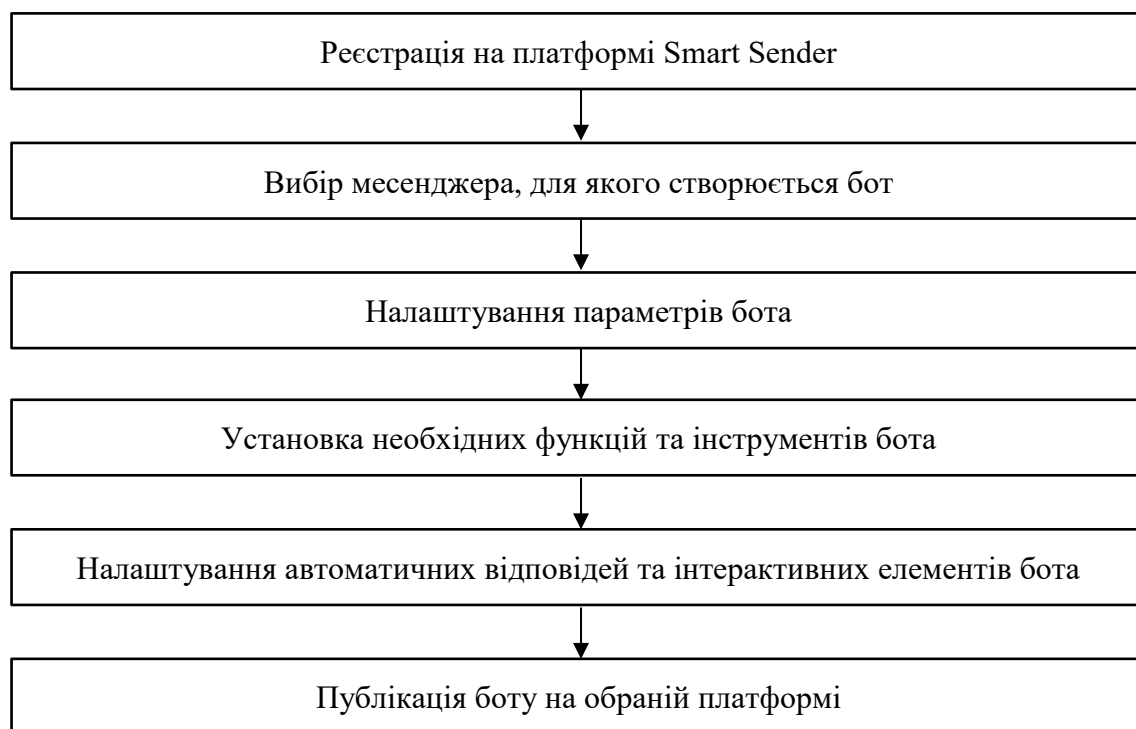 Реєстрація на платформі Smart Sender
Вибір месенджера, для якого створюється бот
Налаштування параметрів бота
Установка необхідних функцій та інструментів бота
Налаштування автоматичних відповідей та інтерактивних елементів бота
Публікація боту на обраній платформі